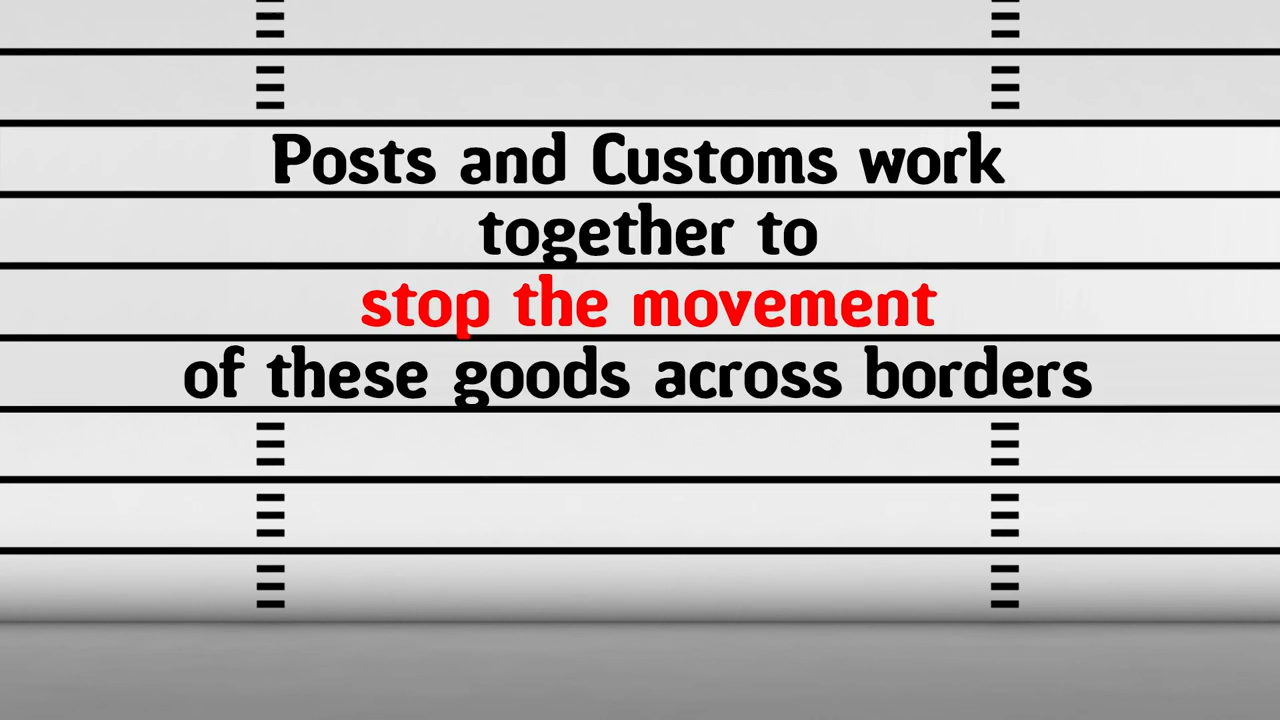 Posts and Customs work
together to
stop the movement
of these goods across borders